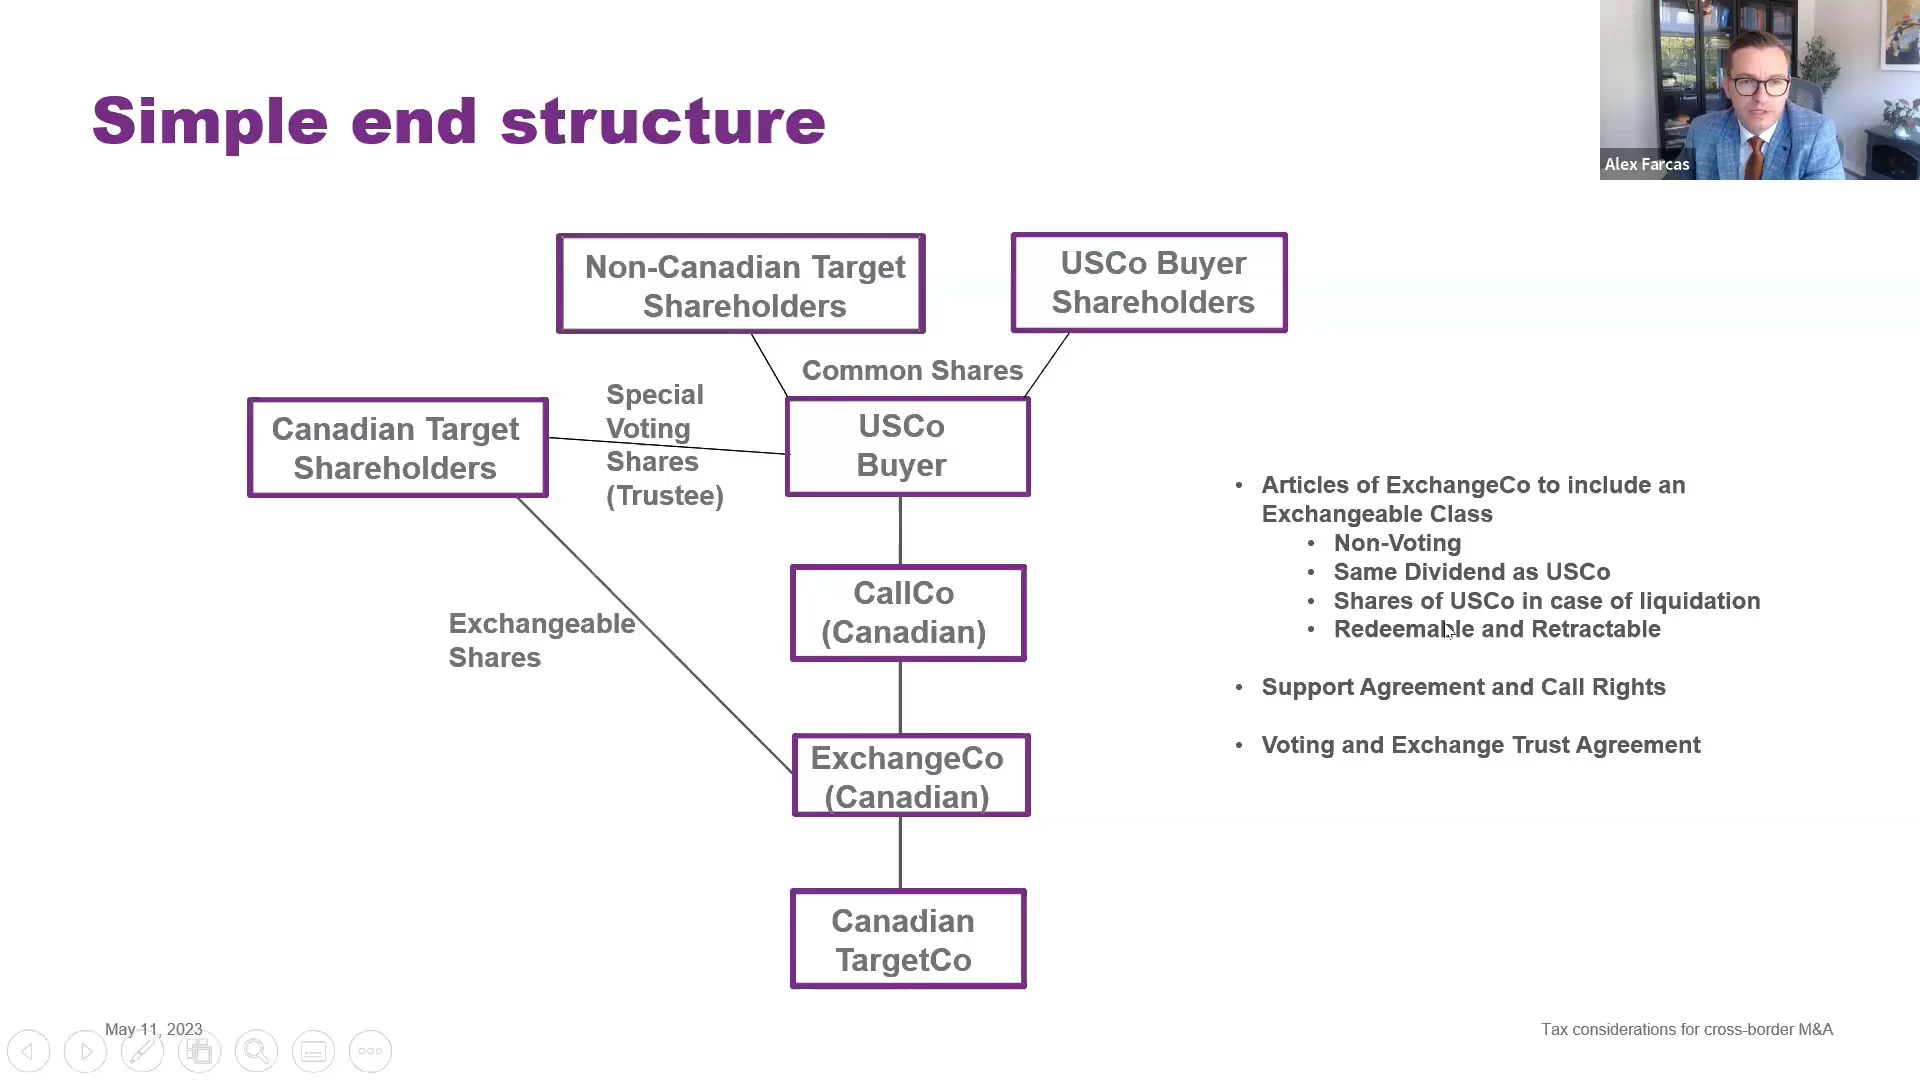 Simple end structure
Alex Farcas
Non-Canadian Target
Shareholders
USCo Buyer
Shareholders
Common Shares
Special
Voting
Shares
(Trustee)
Canadian Target
Shareholders
USCo
Buyer
Exchangeable
Shares
CallCo
(Canadian)
ExchangeCo
(Canadian)
Canadian
TargetCo
• Articles of ExchangeCo to include an
Exchangeable Class
• Non-Voting
• Same Dividend as USCo
• Shares of USCo in case of liquidation
• Redeemable and Retractable
• Support Agreement and Call Rights
• Voting and Exchange Trust Agreement
May 11, 2023
Tax considerations for cross-border M&A